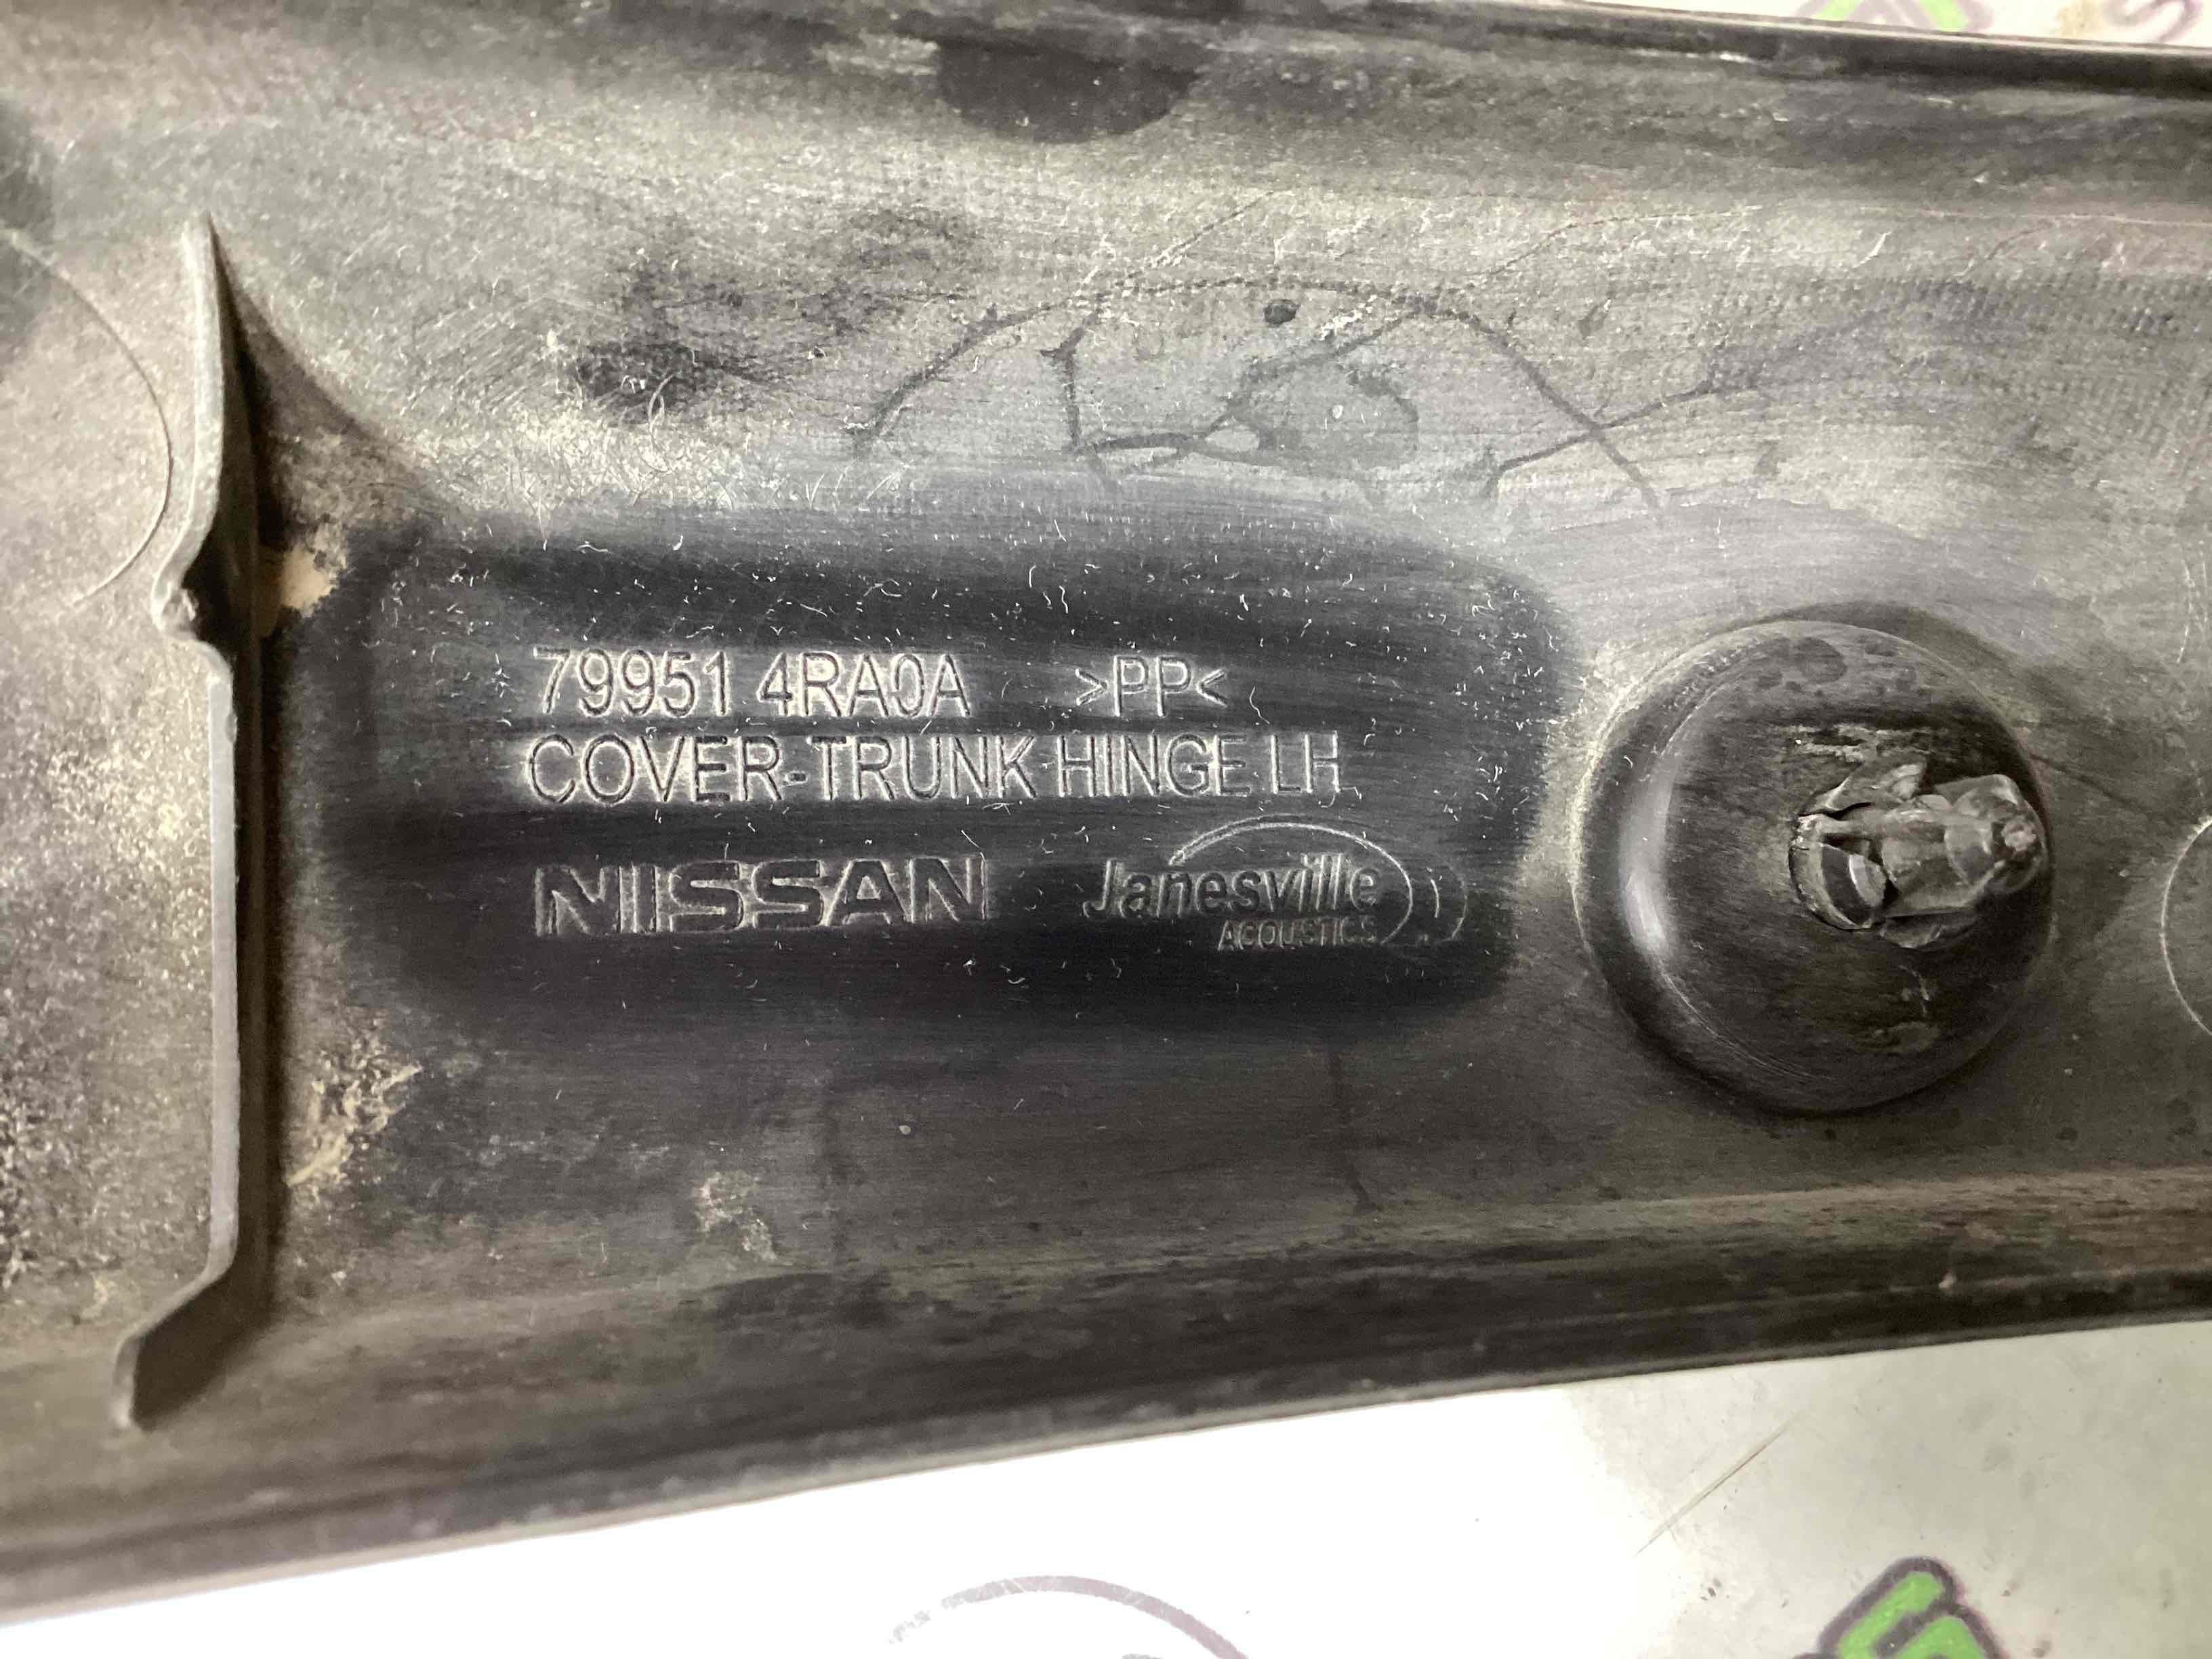 79951 4RA0A >PP<
COVER-TRUNK HINGE LH
NISSAN Janesville
ACOUSTICS